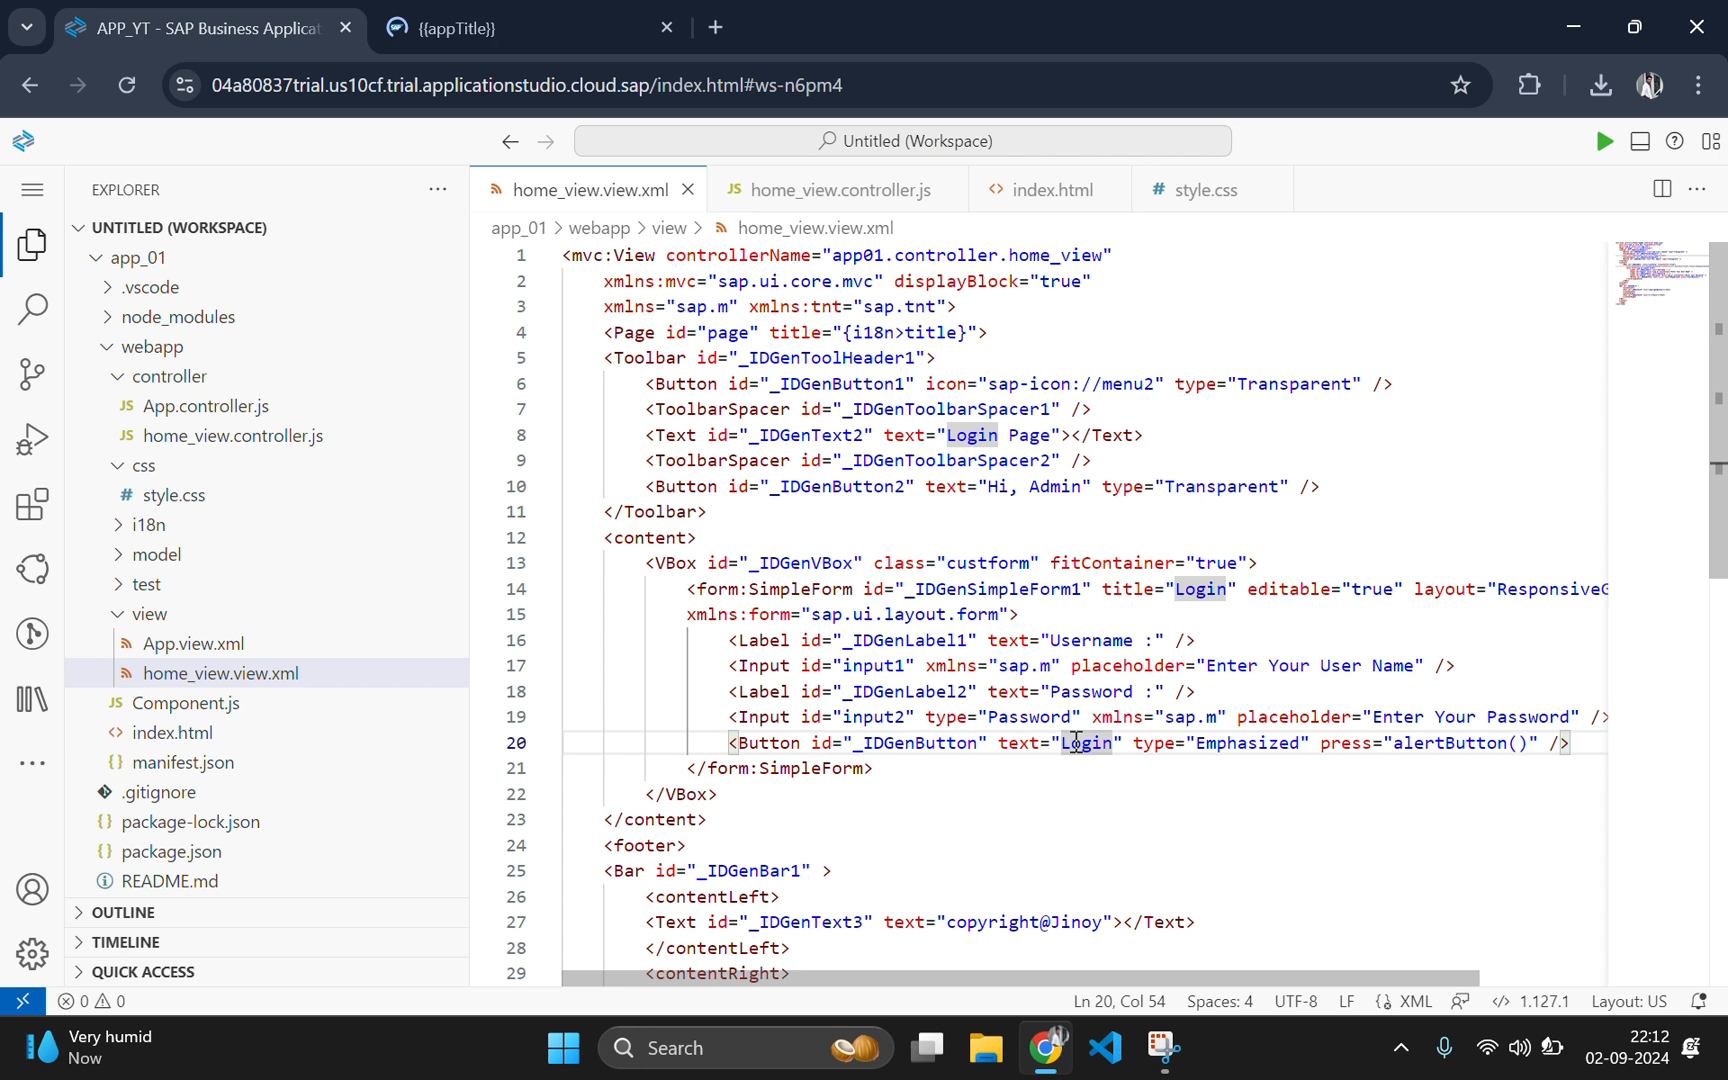 APP_YT - SAP Business Applicat
{{appTitle}}
04a80837trial.us10cf.trial.applicationstudio.cloud.sap/index.html#ws-n6pm4
Untitled (Workspace)
EXPLORER
home_view.view.xml
JS home_view.controller.js
<> index.html
# style.css
UNTITLED (WORKSPACE)
app_01 > webapp > view > home_view.view.xml
app_01
.vscode
node_modules
webapp
controller
JS App.controller.js
JS home_view.controller.js
css
# style.css
i18n
model
test
view
App.view.xml
home_view.view.xml
JS Component.js
<> index.html
{} manifest.json
.gitignore
{} package-lock.json
{} package.json
README.md
OUTLINE
TIMELINE
QUICK ACCESS
1 <mvc:View controllerName="app01.controller.home_view"
2 xmlns:mvc="sap.ui.core.mvc" displayBlock="true"
3 xmlns="sap.m" xmlns:tnt="sap.tnt">
4 <Page id="page" title="{i18n>title}">
5 <Toolbar id="_IDGenToolHeader1">
6 <Button id="_IDGenButton1" icon="sap-icon://menu2" type="Transparent" />
7 <ToolbarSpacer id="_IDGenToolbarSpacer1" />
8 <Text id="_IDGenText2" text="Login Page"></Text>
9 <ToolbarSpacer id="_IDGenToolbarSpacer2" />
10 <Button id="_IDGenButton2" text="Hi, Admin" type="Transparent" />
11 </Toolbar>
12 <content>
13 <VBox id="_IDGenVBox" class="custform" fitContainer="true">
14 <form:SimpleForm id="_IDGenSimpleForm1" title="Login" editable="true" layout="ResponsiveG
15 xmlns:form="sap.ui.layout.form">
16 <Label id="_IDGenLabel1" text="Username :" />
17 <Input id="input1" xmlns="sap.m" placeholder="Enter Your User Name" />
18 <Label id="_IDGenLabel2" text="Password :" />
19 <Input id="input2" type="Password" xmlns="sap.m" placeholder="Enter Your Password" />
20 <Button id="_IDGenButton" text="Login" type="Emphasized" press="alertButton()" />
21 </form:SimpleForm>
22 </VBox>
23 </content>
24 <footer>
25 <Bar id="_IDGenBar1" >
26 <contentLeft>
27 <Text id="_IDGenText3" text="copyright@Jinoy"></Text>
28 </contentLeft>
29 <contentRight>
0 0
Ln 20, Col 54 Spaces: 4 UTF-8 LF {} XML </> 1.127.1 Layout: US
Very humid
Now
Search
22:12
02-09-2024